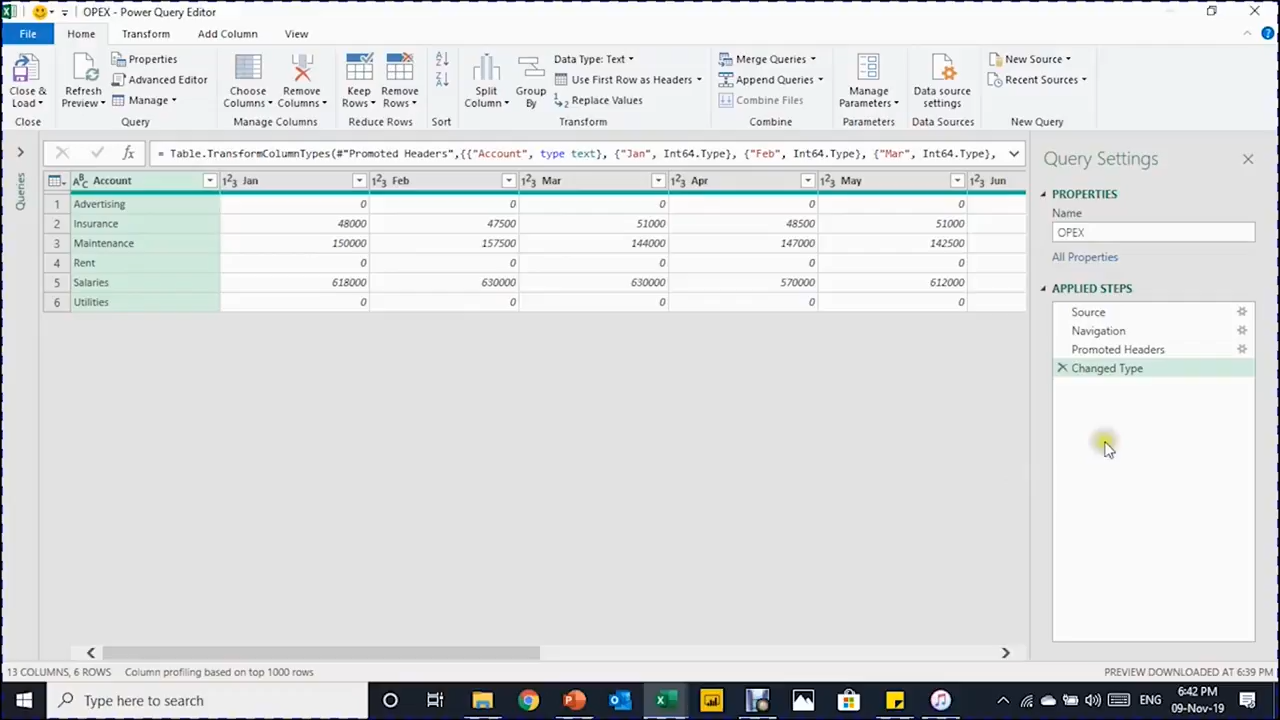 OPEX - Power Query Editor
File Home Transform Add Column View
Close & Load
Close
Refresh Preview
Properties
Advanced Editor
Manage
Query
Choose Columns
Remove Columns
Manage Columns
Keep Rows
Remove Rows
Reduce Rows
Sort
Split Column
Group By
Data Type: Text
Use First Row as Headers
Replace Values
Transform
Merge Queries
Append Queries
Combine Files
Combine
Manage Parameters
Parameters
Data source settings
Data Sources
New Source
Recent Sources
New Query
Queries
fx = Table.TransformColumnTypes(#"Promoted Headers",{{"Account", type text}, {"Jan", Int64.Type}, {"Feb", Int64.Type}, {"Mar", Int64.Type},
Account Jan Feb Mar Apr May Jun
1 Advertising 0 0 0 0 0
2 Insurance 48000 47500 51000 48500 51000
3 Maintenance 150000 157500 144000 147000 142500
4 Rent 0 0 0 0 0
5 Salaries 618000 630000 630000 570000 612000
6 Utilities 0 0 0 0 0
Query Settings
PROPERTIES
Name
OPEX
All Properties
APPLIED STEPS
Source
Navigation
Promoted Headers
Changed Type
13 COLUMNS, 6 ROWS Column profiling based on top 1000 rows
PREVIEW DOWNLOADED AT 6:39 PM
Type here to search
ENG
6:42 PM
09-Nov-19